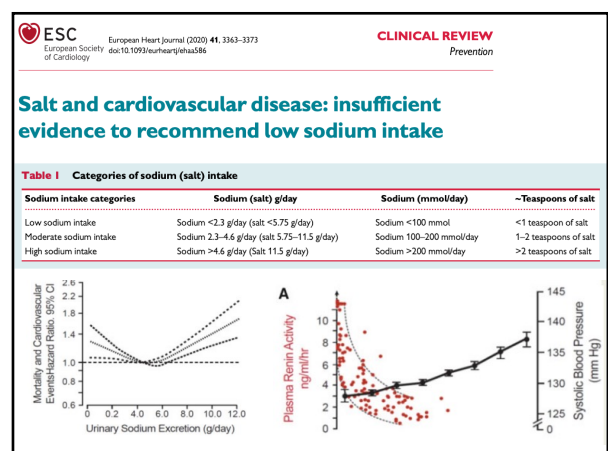 ESC
European Society
of Cardiology
European Heart Journal (2020) 41, 3363–3373
doi:10.1093/eurheartj/ehaa586
CLINICAL REVIEW
Prevention
Salt and cardiovascular disease: insufficient
evidence to recommend low sodium intake
Table 1 Categories of sodium (salt) intake
Sodium intake categories Sodium (salt) g/day Sodium (mmol/day) ~Teaspoons of salt
Low sodium intake Sodium <2.3 g/day (salt <5.75 g/day) Sodium <100 mmol <1 teaspoon of salt
Moderate sodium intake Sodium 2.3–4.6 g/day (salt 5.75–11.5 g/day) Sodium 100–200 mmol/day 1–2 teaspoons of salt
High sodium intake Sodium >4.6 g/day (Salt 11.5 g/day) Sodium >200 mmol/day >2 teaspoons of salt
Mortality and Cardiovascular
EventsHazard Ratio. 95% CI
2.6
2.2
1.8
1.4
1.0
0.8
0.6
0 2.0 4.0 6.0 8.0 10.0 12.0
Urinary Sodium Excretion (g/day)
A
Plasma Renin Activity
ng/ml/hr
10
8
6
4
2
0
145
140
135
130
125
0
Systolic Blood Pressure
(mm Hg)